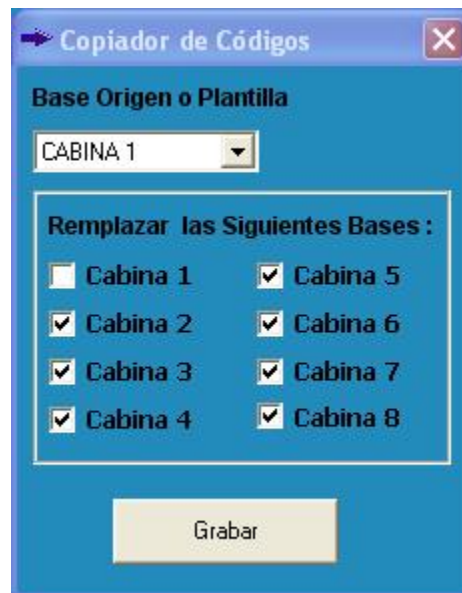 Copiador de Códigos
Base Origen o Plantilla
CABINA 1
Remplazar las Siguientes Bases :
Cabina 1 Cabina 5
Cabina 2 Cabina 6
Cabina 3 Cabina 7
Cabina 4 Cabina 8
Grabar